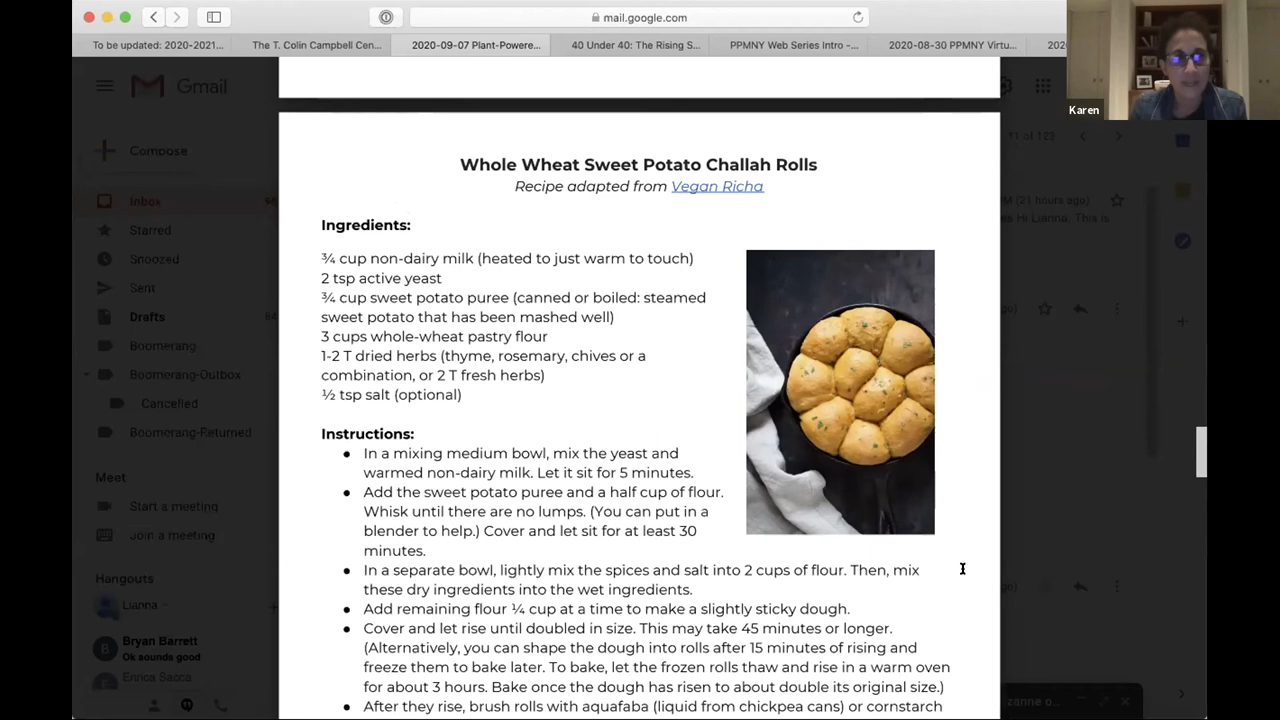 mail.google.com
To be updated: 2020-2021...
The T. Colin Campbell Cen...
2020-09-07 Plant-Powere...
40 Under 40: The Rising S...
PPMNY Web Series Intro -...
2020-08-30 PPMNY Virtu...
Karen
Gmail
Compose
Inbox
Starred
Snoozed
Sent
Drafts
Boomerang
Boomerang-Outbox
Cancelled
Boomerang-Returned
Meet
Start a meeting
Join a meeting
Hangouts
Lianna
Bryan Barrett
Ok sounds good
Enrica Sacca
(21 hours ago)
Hi Lianna, This is
Whole Wheat Sweet Potato Challah Rolls
Recipe adapted from Vegan Richa
Ingredients:
¾ cup non-dairy milk (heated to just warm to touch)
2 tsp active yeast
¾ cup sweet potato puree (canned or boiled: steamed
sweet potato that has been mashed well)
3 cups whole-wheat pastry flour
1-2 T dried herbs (thyme, rosemary, chives or a
combination, or 2 T fresh herbs)
½ tsp salt (optional)
Instructions:
● In a mixing medium bowl, mix the yeast and
warmed non-dairy milk. Let it sit for 5 minutes.
● Add the sweet potato puree and a half cup of flour.
Whisk until there are no lumps. (You can put in a
blender to help.) Cover and let sit for at least 30
minutes.
● In a separate bowl, lightly mix the spices and salt into 2 cups of flour. Then, mix
these dry ingredients into the wet ingredients.
● Add remaining flour ¼ cup at a time to make a slightly sticky dough.
● Cover and let rise until doubled in size. This may take 45 minutes or longer.
(Alternatively, you can shape the dough into rolls after 15 minutes of rising and
freeze them to bake later. To bake, let the frozen rolls thaw and rise in a warm oven
for about 3 hours. Bake once the dough has risen to about double its original size.)
● After they rise, brush rolls with aquafaba (liquid from chickpea cans) or cornstarch